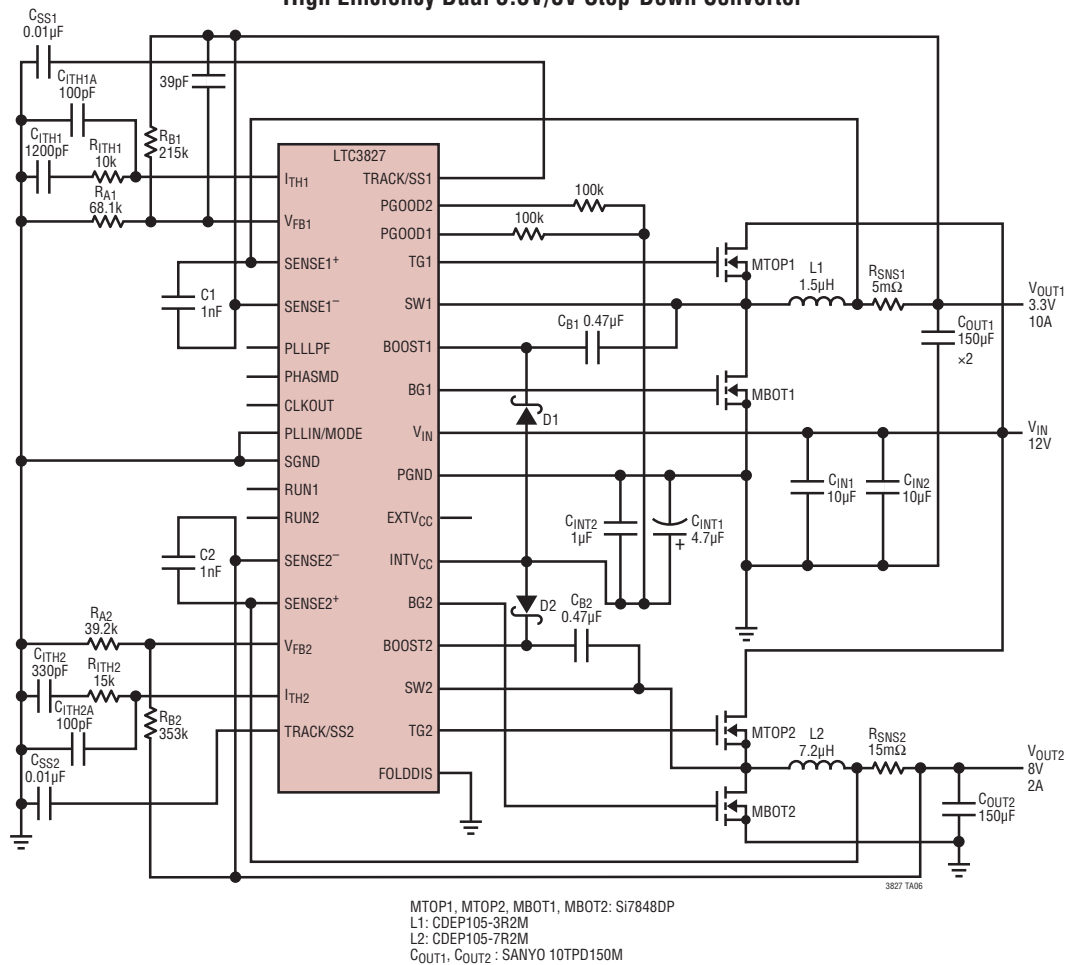 High Efficiency Dual Step-Down Converter
CSS1
0.01µF
39pF
CITH1A
100pF
CITH1
1200pF
RITH1
10k
RB1
215k
RA1
68.1k
C1
1nF
C2
1nF
RA2
39.2k
CITH2
330pF
RITH2
15k
CITH2A
100pF
RB2
353k
CSS2
0.01µF
LTC3827
ITH1
VFB1
SENSE1+
SENSE1–
PLLLPF
PHASMD
CLKOUT
PLLIN/MODE
SGND
RUN1
RUN2
SENSE2–
SENSE2+
VFB2
ITH2
TRACK/SS2
TRACK/SS1
PGOOD2
PGOOD1
TG1
SW1
BOOST1
BG1
VIN
PGND
EXTVCC
INTVCC
BG2
BOOST2
SW2
TG2
FOLDDIS
100k
100k
MTOP1
L1
1.5µH
RSNS1
5mΩ
VOUT1
3.3V
10A
CB1 0.47µF
COUT1
150µF
×2
D1
MBOT1
VIN
12V
CIN1
10µF
CIN2
10µF
CINT2
1µF
CINT1
4.7µF
+
D2
CB2
0.47µF
MTOP2
L2
7.2µH
RSNS2
15mΩ
VOUT2
8V
2A
MBOT2
COUT2
150µF
3827 TA06
MTOP1, MTOP2, MBOT1, MBOT2: Si7848DP
L1: CDEP105-3R2M
L2: CDEP105-7R2M
COUT1, COUT2 : SANYO 10TPD150M